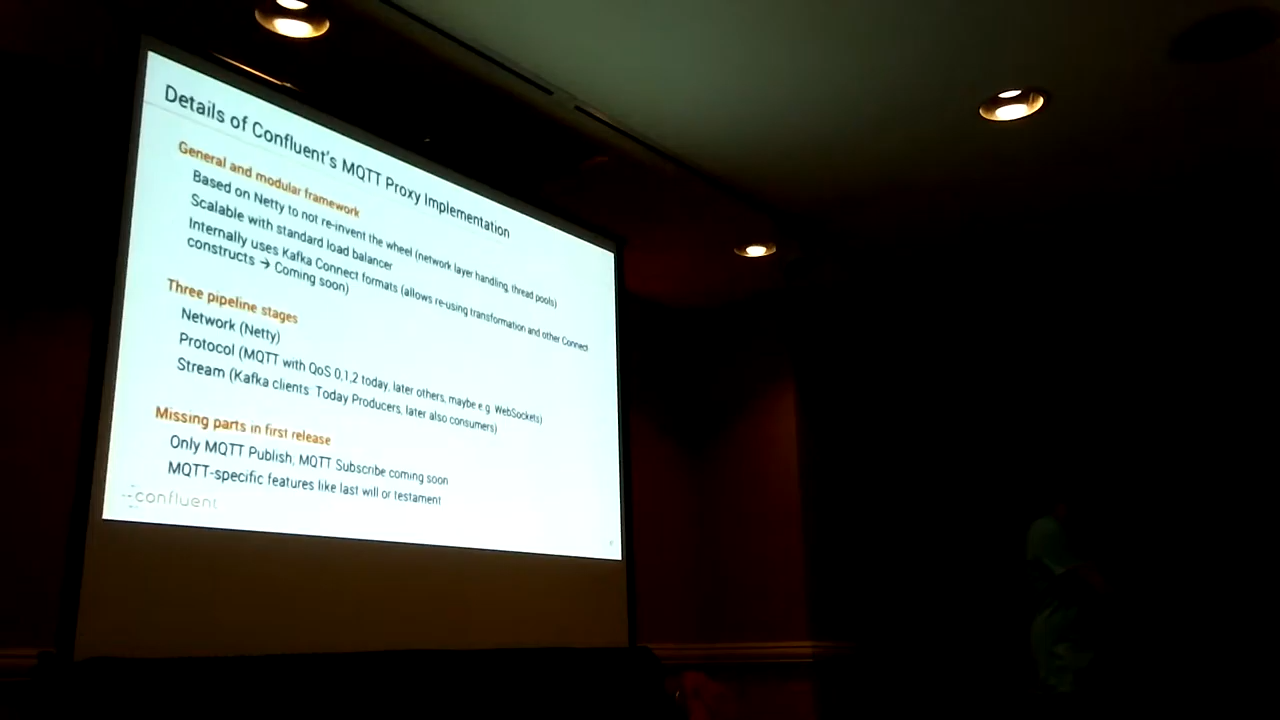 Details of Confluent's MQTT Proxy Implementation
General and modular framework
Based on Netty to not re-invent the wheel (network layer handling, thread pools)
Scalable with standard load balancer
Internally uses Kafka Connect formats (allows re-using transformation and other Connect
constructs → Coming soon)
Three pipeline stages
Network (Netty)
Protocol (MQTT with QoS 0,1,2 today, later others, maybe e.g. WebSockets)
Stream (Kafka clients: Today Producers, later also consumers)
Missing parts in first release
Only MQTT Publish, MQTT Subscribe coming soon
MQTT-specific features like last will or testament
confluent